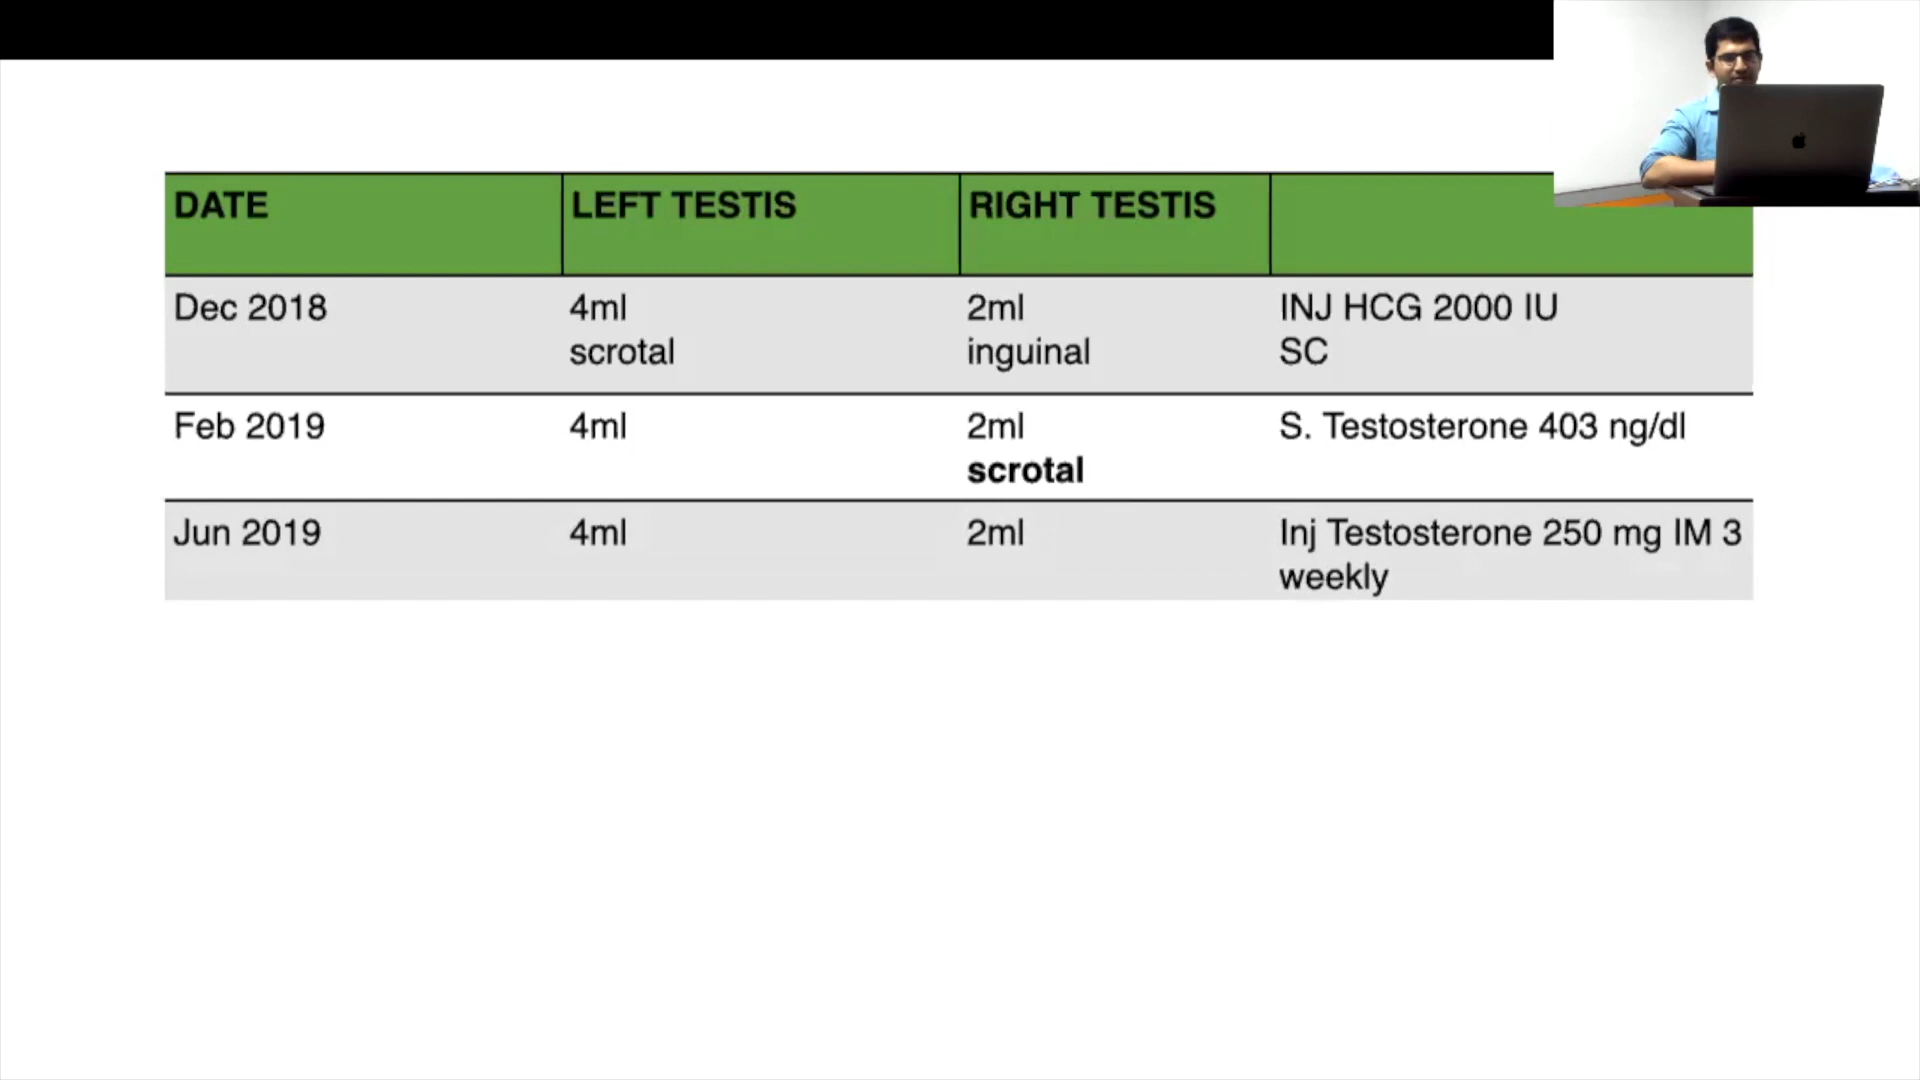 DATE LEFT TESTIS RIGHT TESTIS
Dec 2018 4ml 2ml INJ HCG 2000 IU
scrotal inguinal SC
Feb 2019 4ml 2ml S. Testosterone 403 ng/dl
scrotal
Jun 2019 4ml 2ml Inj Testosterone 250 mg IM 3
weekly